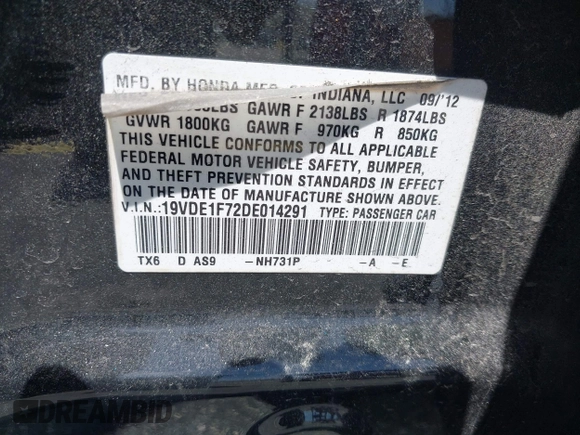 MFD. BY HONDA MFG. OF INDIANA, LLC 09/'12
GAWR F 2138LBS R 1874LBS
GVWR 1800KG GAWR F 970KG R 850KG
THIS VEHICLE CONFORMS TO ALL APPLICABLE
FEDERAL MOTOR VEHICLE SAFETY, BUMPER,
AND THEFT PREVENTION STANDARDS IN EFFECT
ON THE DATE OF MANUFACTURE SHOWN ABOVE.
V.I.N.:19VDE1F72DE014291 TYPE: PASSENGER CAR
TX6 D AS9 -NH731P -A -E
DREAMBID